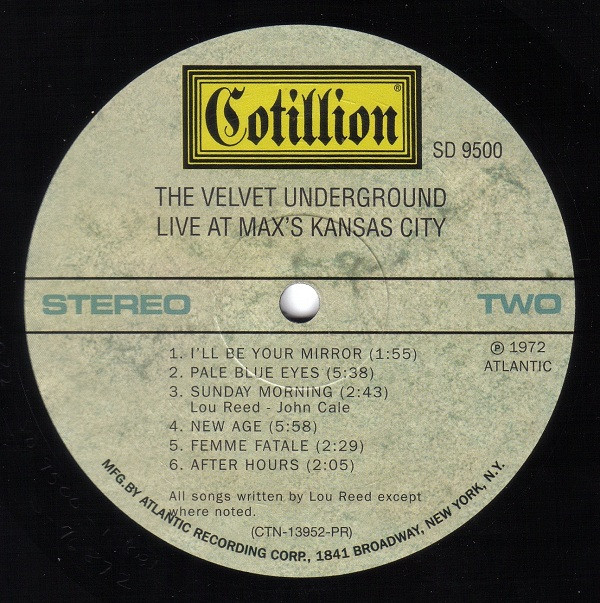 Cotillion®
SD 9500
THE VELVET UNDERGROUND
LIVE AT MAX'S KANSAS CITY
STEREO
TWO
1. I'LL BE YOUR MIRROR (1:55)
2. PALE BLUE EYES (5:38)
3. SUNDAY MORNING (2:43)
Lou Reed - John Cale
4. NEW AGE (5:58)
5. FEMME FATALE (2:29)
6. AFTER HOURS (2:05)
℗ 1972
ATLANTIC
All songs written by Lou Reed except
where noted.
(CTN-13952-PR)
MFG.BY ATLANTIC RECORDING CORP., 1841 BROADWAY, NEW YORK, N.Y.